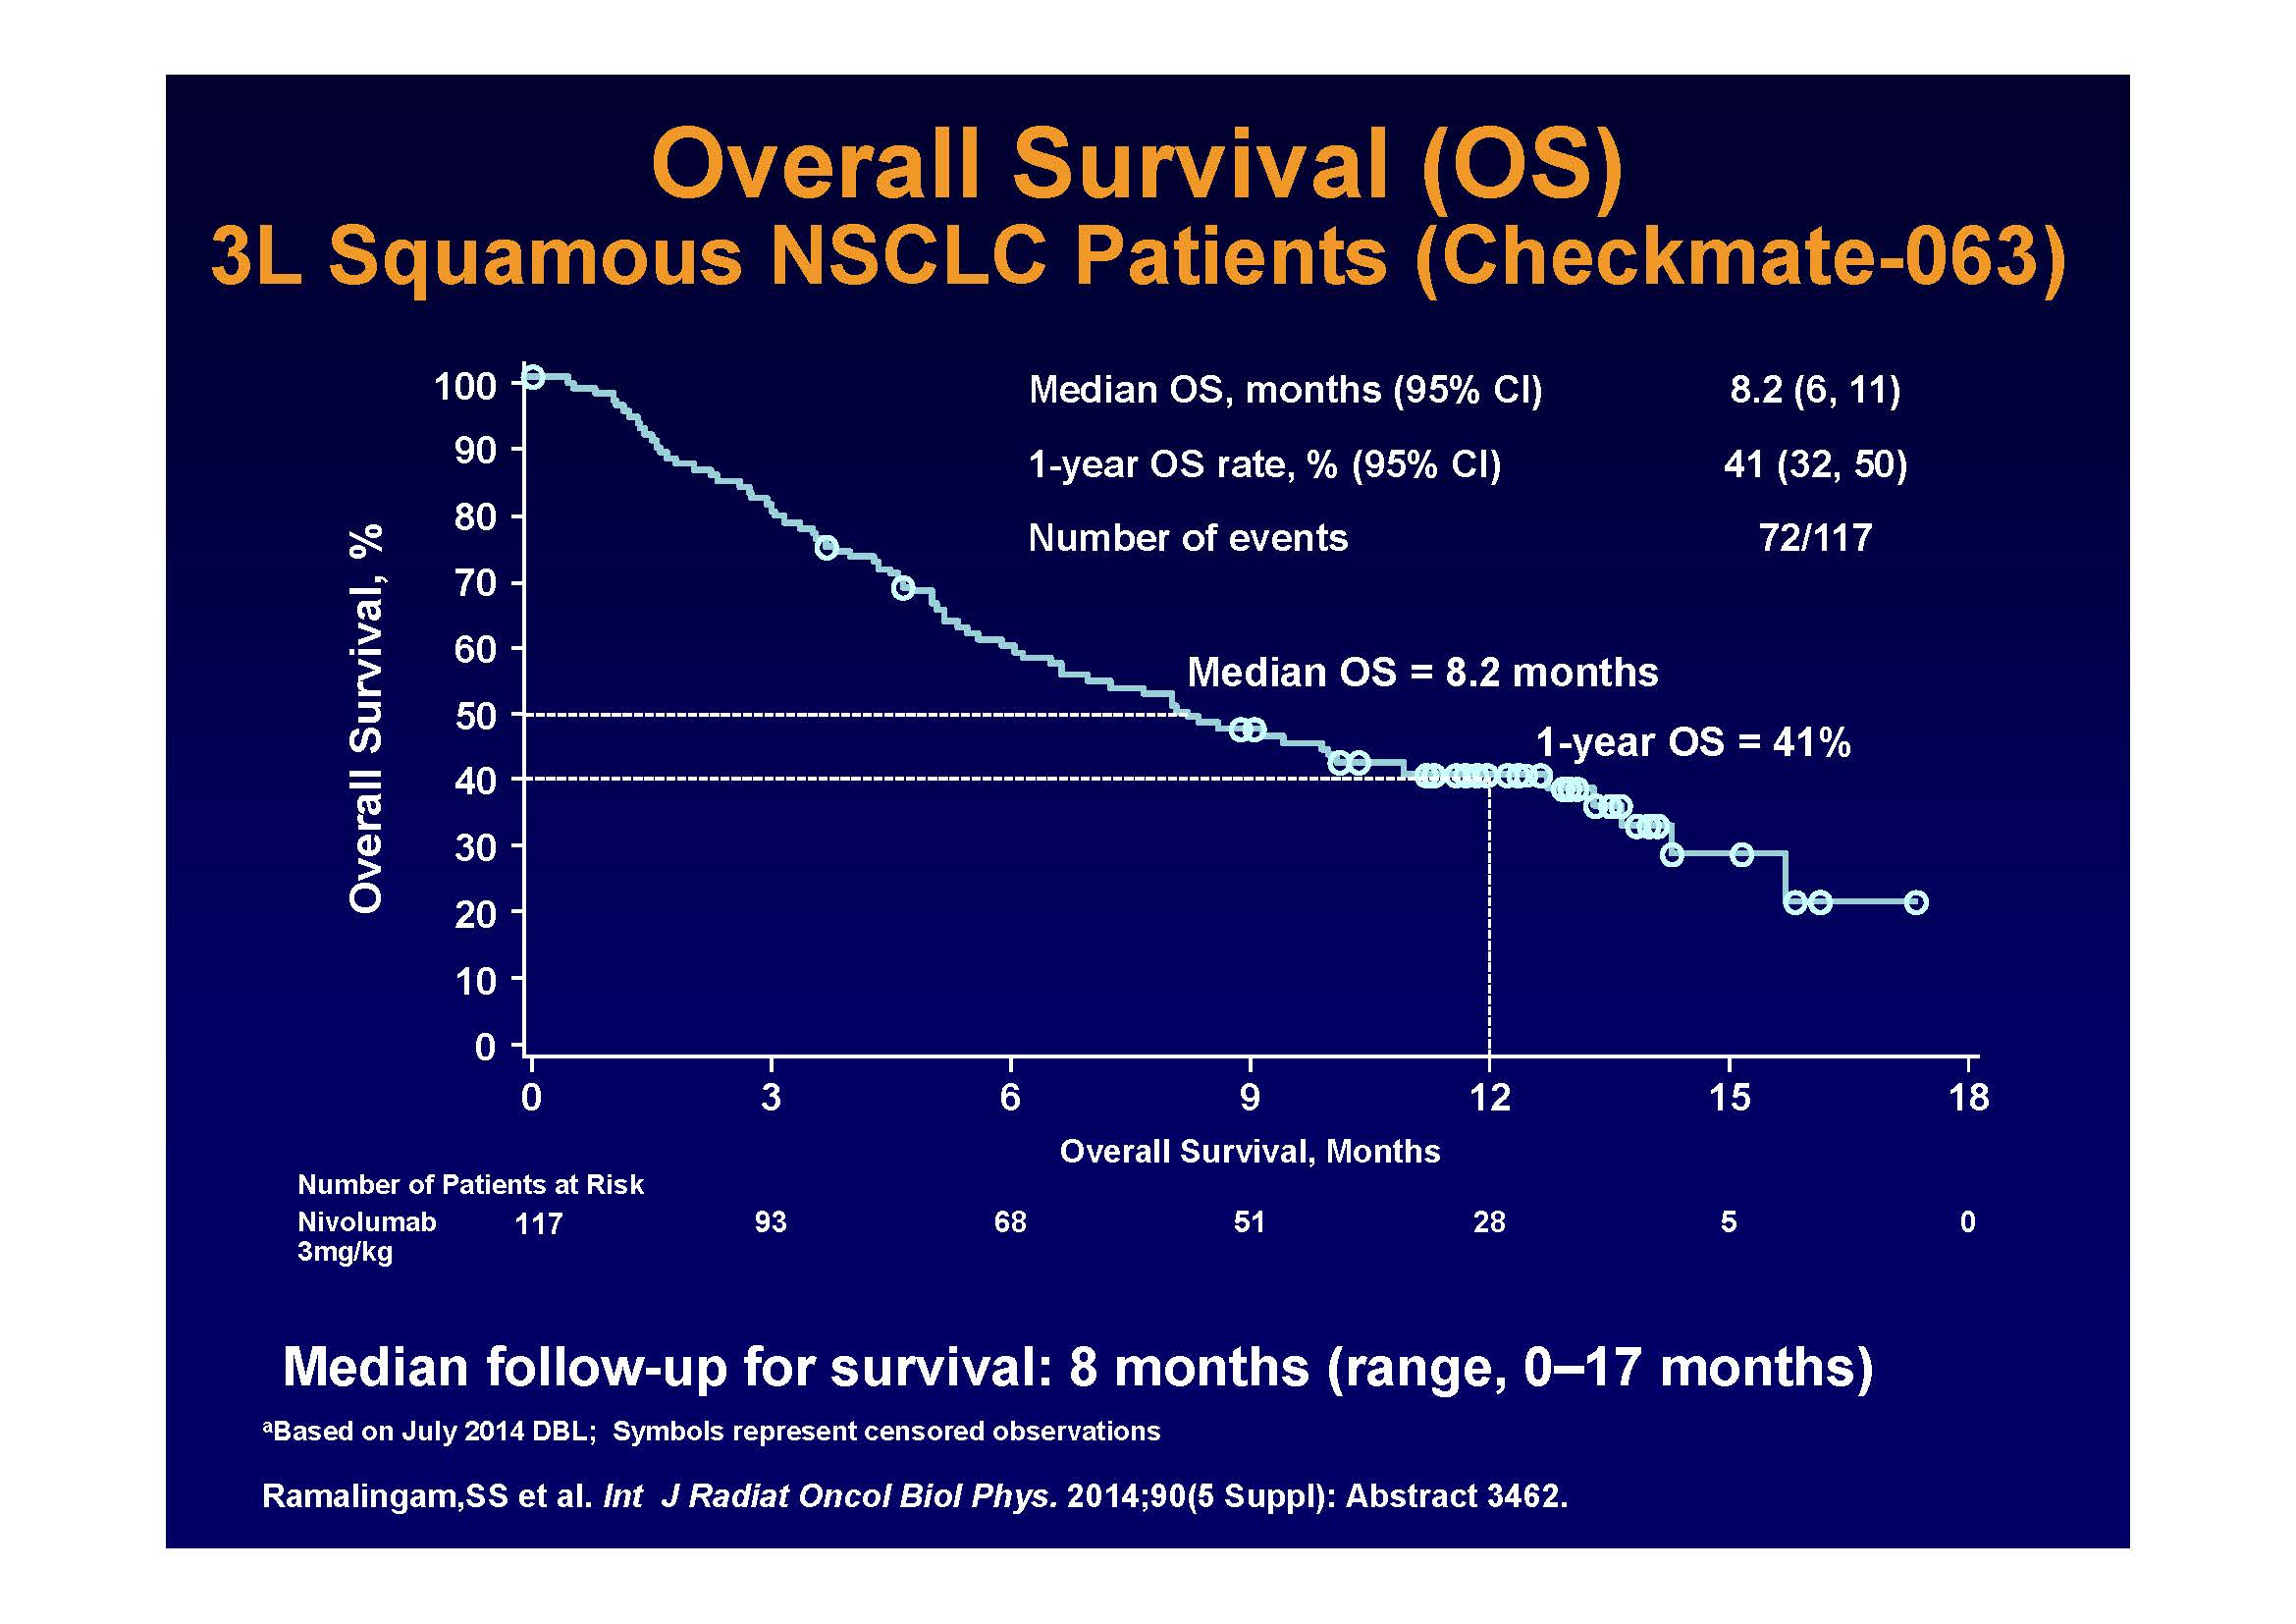 Overall Survival (OS)
3L Squamous NSCLC Patients (Checkmate-063)
Median OS, months (95% CI) 8.2 (6, 11)
1-year OS rate, % (95% CI) 41 (32, 50)
Number of events 72/117
Overall Survival, %
100
90
80
70
60
50
40
30
20
10
0
Median OS = 8.2 months
1-year OS = 41%
0 3 6 9 12 15 18
Overall Survival, Months
Number of Patients at Risk
Nivolumab 117 93 68 51 28 5 0
3mg/kg
Median follow-up for survival: 8 months (range, 0–17 months)
ᵃBased on July 2014 DBL; Symbols represent censored observations
Ramalingam,SS et al. Int J Radiat Oncol Biol Phys. 2014;90(5 Suppl): Abstract 3462.